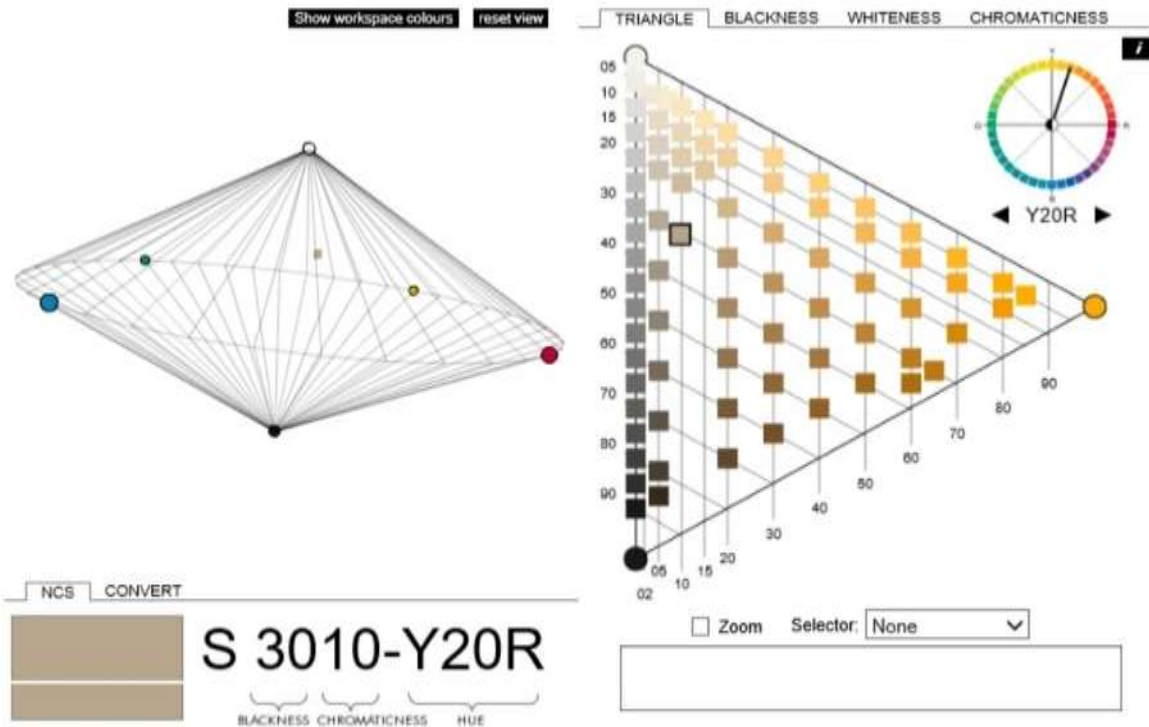 Show workspace colours reset view
TRIANGLE BLACKNESS WHITENESS CHROMATICNESS
i
Y
G R
B
Y20R
05
10
15
20
30
40
50
60
70
80
90
90
80
70
60
50
40
30
20
15
10
05
02
NCS CONVERT
S 3010-Y20R
BLACKNESS CHROMATICNESS HUE
Zoom Selector: None